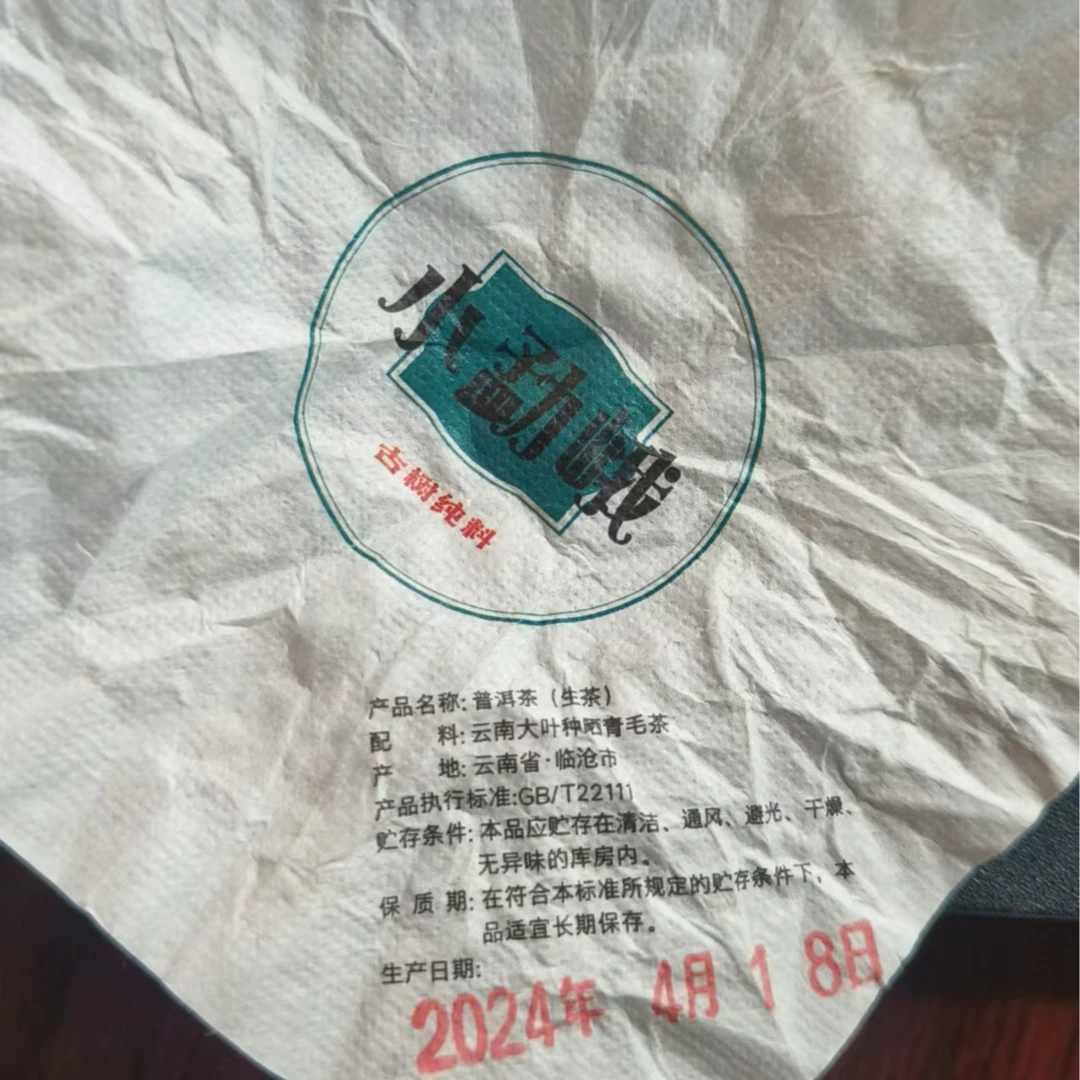 小勐峨
古树纯料
产品名称:普洱茶（生茶）
配 料:云南大叶种晒青毛茶
产 地:云南省·临沧市
产品执行标准:GB/T22111
贮存条件:本品应贮存在清洁、通风、避光、干燥、
无异味的库房内。
保 质 期:在符合本标准所规定的贮存条件下，本
品适宜长期保存。
生产日期:
2024年 4月 1 8日